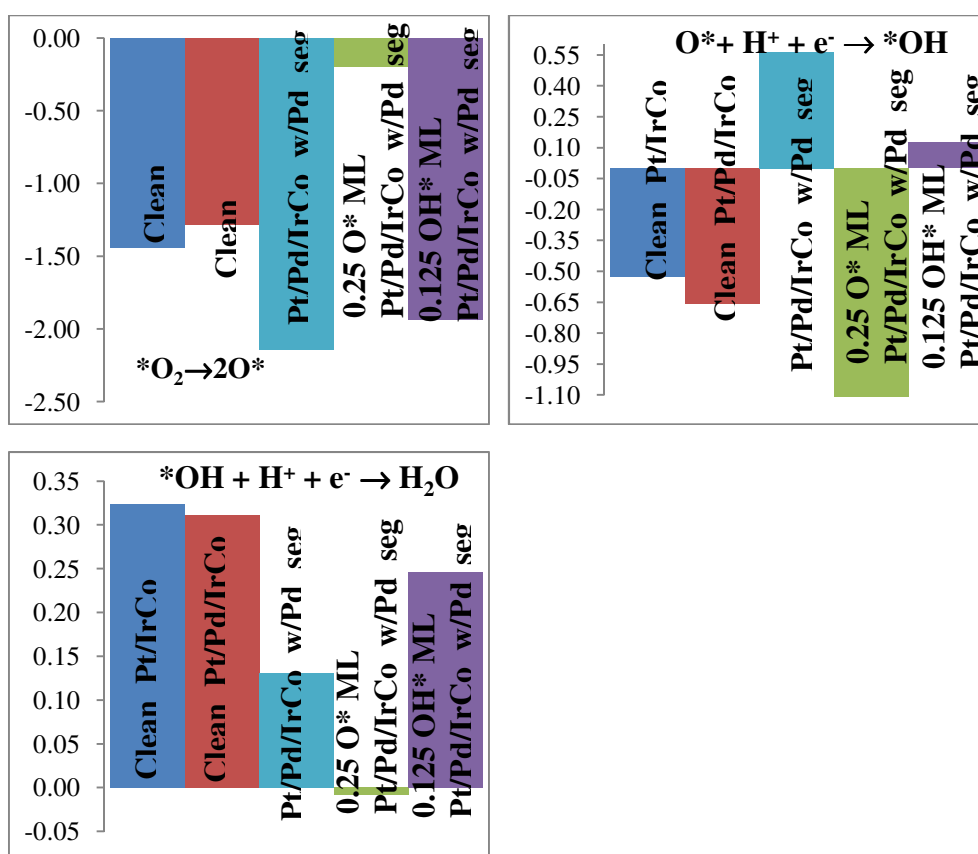 0.00
-0.50
-1.00
-1.50
-2.00
-2.50
Clean
Clean
Pt/Pd/IrCo w/Pd seg
0.25 O* ML
Pt/Pd/IrCo w/Pd seg
0.125 OH* ML
Pt/Pd/IrCo w/Pd seg
*O₂→2O*
O*+ H⁺ + e⁻ → *OH
0.55
0.40
0.25
0.10
-0.05
-0.20
-0.35
-0.50
-0.65
-0.80
-0.95
-1.10
Clean Pt/IrCo
Clean Pt/Pd/IrCo
Pt/Pd/IrCo w/Pd seg
0.25 O* ML
Pt/Pd/IrCo w/Pd seg
0.125 OH* ML
Pt/Pd/IrCo w/Pd seg
*OH + H⁺ + e⁻ → H₂O
0.35
0.30
0.25
0.20
0.15
0.10
0.05
0.00
-0.05
Clean Pt/IrCo
Clean Pt/Pd/IrCo
Pt/Pd/IrCo w/Pd seg
0.25 O* ML
Pt/Pd/IrCo w/Pd seg
0.125 OH* ML
Pt/Pd/IrCo w/Pd seg